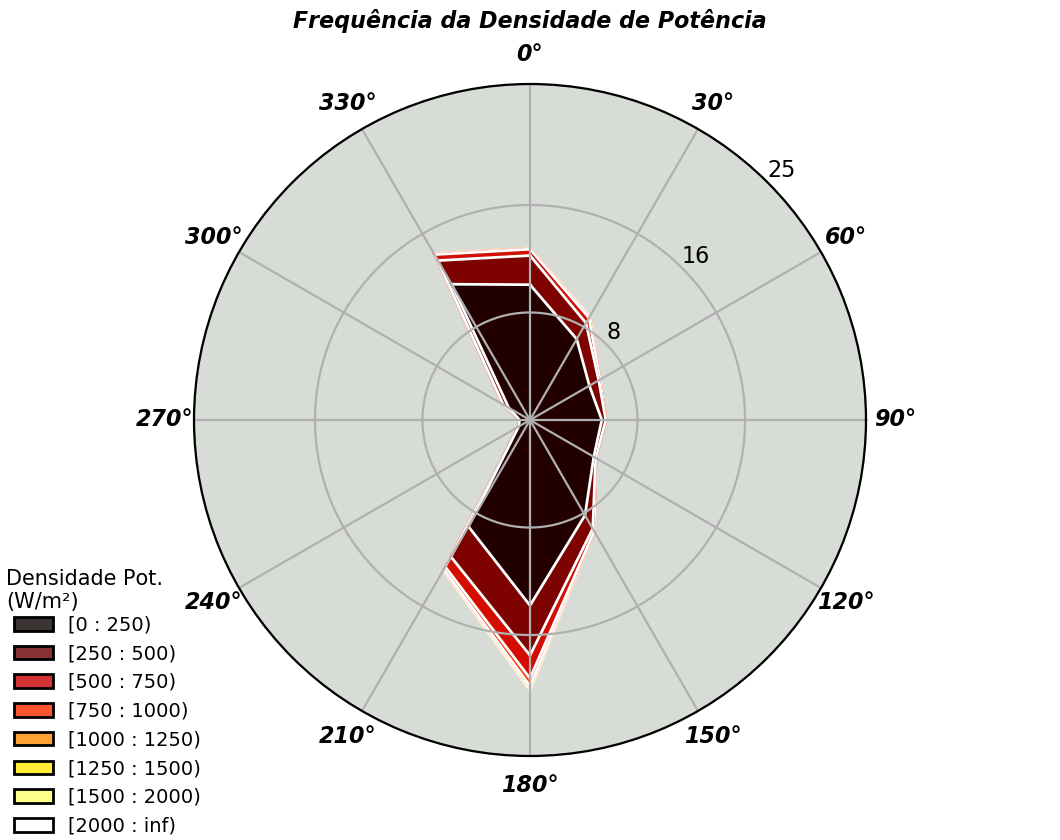 Frequência da Densidade de Potência
0°
330°
30°
25
300°
60°
16
8
270°
90°
Densidade Pot.
(W/m²)
240°
120°
[0 : 250)
[250 : 500)
[500 : 750)
[750 : 1000)
[1000 : 1250)
[1250 : 1500)
[1500 : 2000)
[2000 : inf)
210°
150°
180°